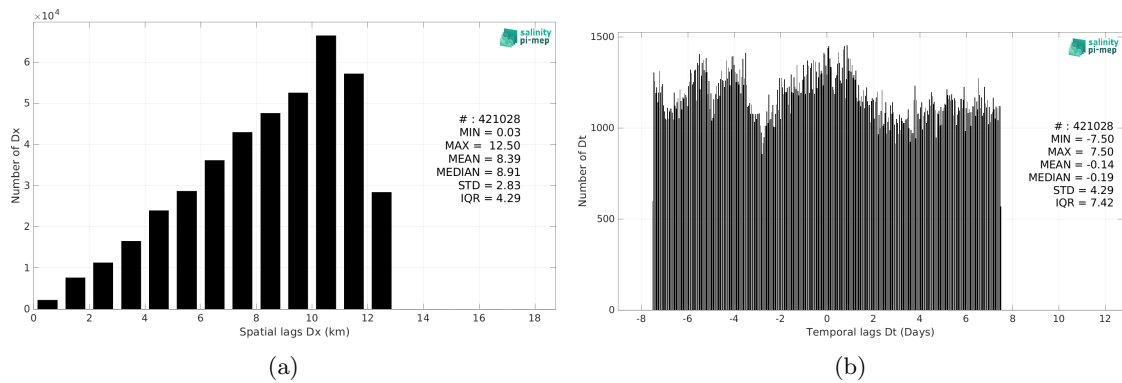 ×10⁴
6
5
4
3
2
1
0
Number of Dx
0 2 4 6 8 10 12 14 16 18
Spatial lags Dx (km)
salinity
pi-mep
# : 421028
MIN = 0.03
MAX = 12.50
MEAN = 8.39
MEDIAN = 8.91
STD = 2.83
IQR = 4.29
(a)
1500
1000
500
0
Number of Dt
-8 -6 -4 -2 0 2 4 6 8 10 12
Temporal lags Dt (Days)
salinity
pi-mep
# : 421028
MIN = -7.50
MAX = 7.50
MEAN = -0.14
MEDIAN = -0.19
STD = 4.29
IQR = 7.42
(b)